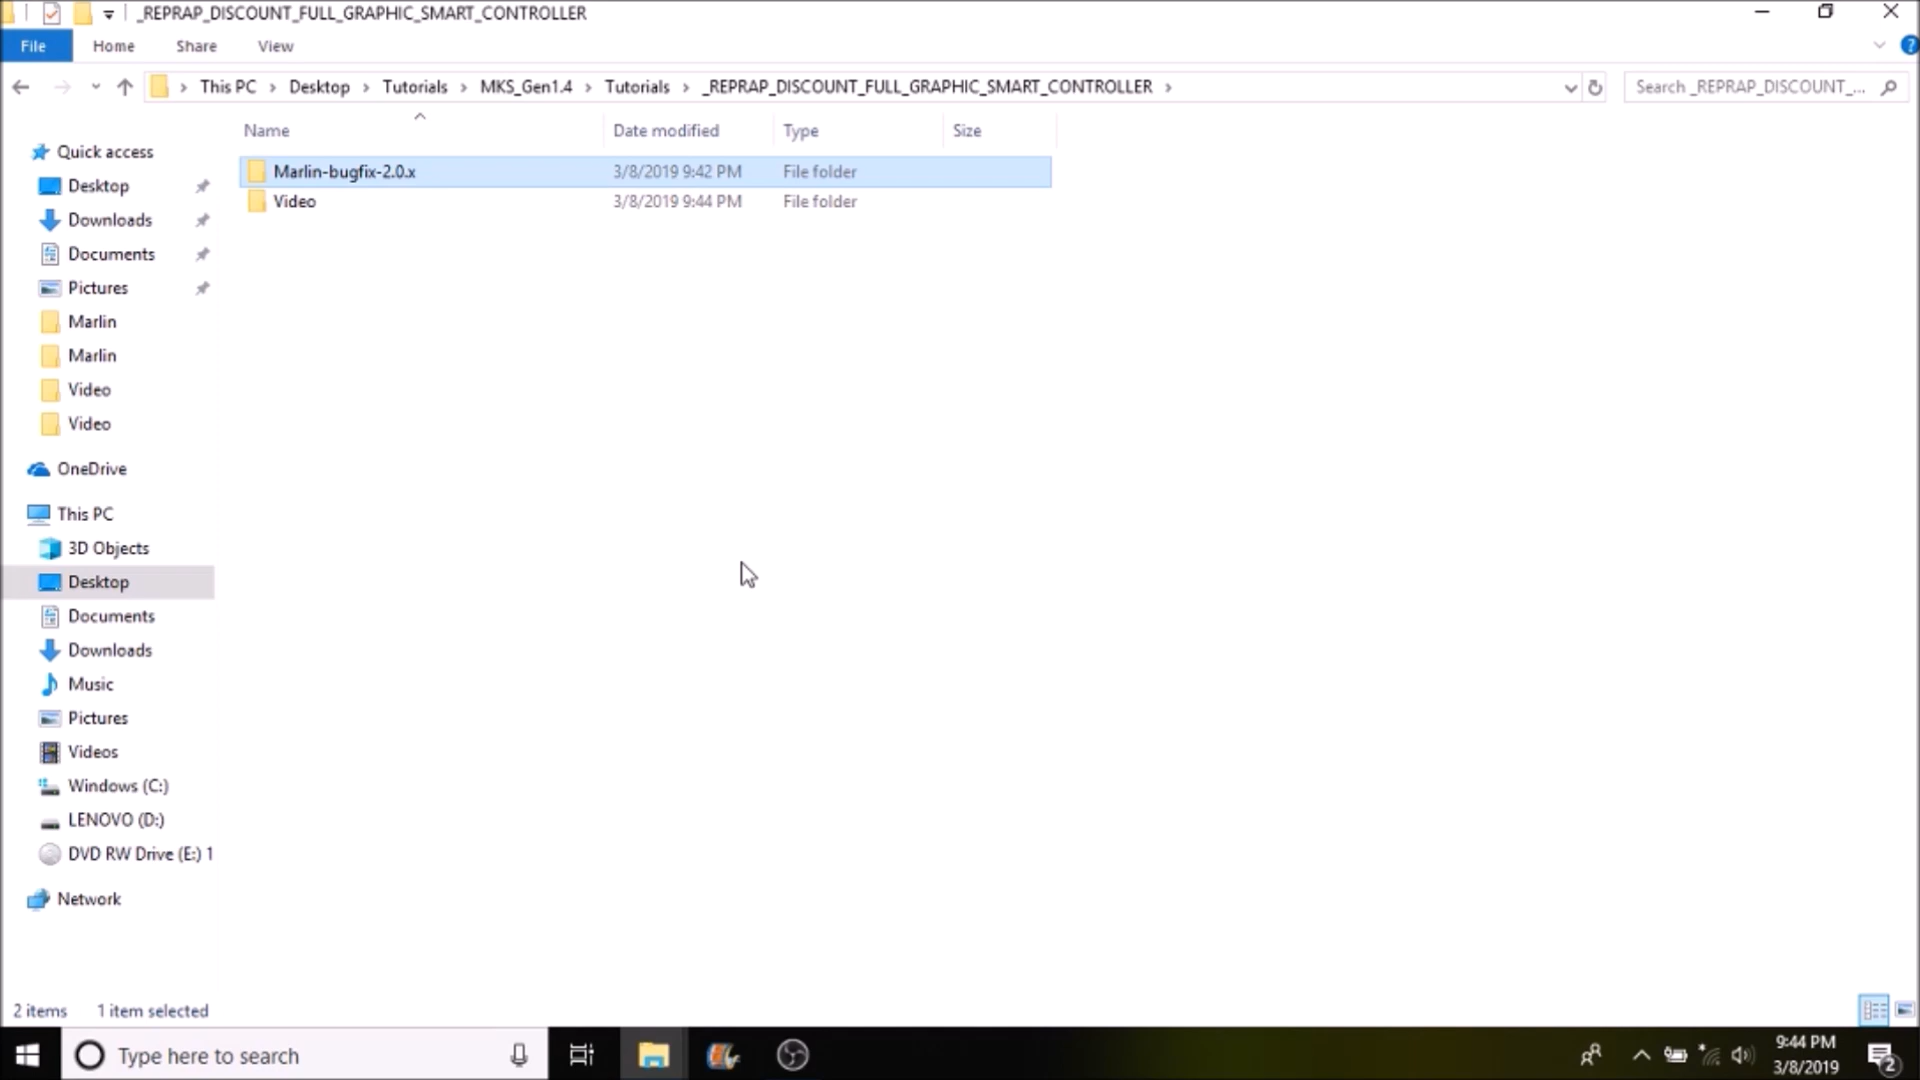 _REPRAP_DISCOUNT_FULL_GRAPHIC_SMART_CONTROLLER
File Home Share View
?
This PC Desktop Tutorials MKS_Gen1.4 Tutorials _REPRAP_DISCOUNT_FULL_GRAPHIC_SMART_CONTROLLER Search _REPRAP_DISCOUNT_...
Name Date modified Type Size
Quick access
Marlin-bugfix-2.0.x 3/8/2019 9:42 PM File folder
Desktop
Video 3/8/2019 9:44 PM File folder
Downloads
Documents
Pictures
Marlin
Marlin
Video
Video
OneDrive
This PC
3D Objects
Desktop
Documents
Downloads
Music
Pictures
Videos
Windows (C:)
LENOVO (D:)
DVD RW Drive (E:) 1
Network
2 items 1 item selected
Type here to search
9:44 PM
3/8/2019
2